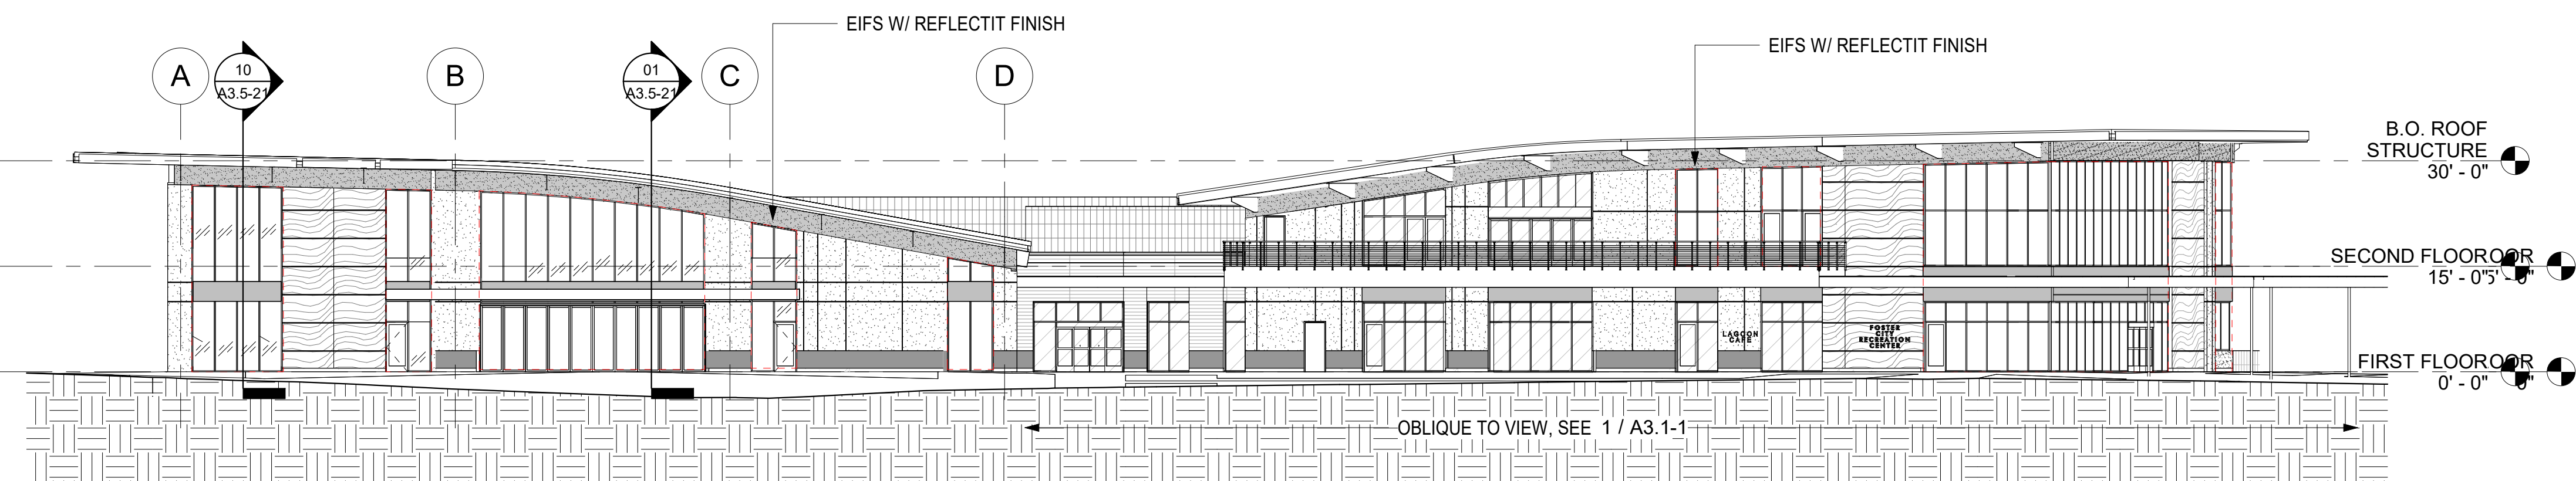 EIFS W/ REFLECTIT FINISH
EIFS W/ REFLECTIT FINISH
A
10
A3.5-21
B
01
A3.5-21
C
D
B.O. ROOF
STRUCTURE
30' - 0"
SECOND FLOOR
15' - 0"
LAGOON
CAFE
FOSTER
CITY
RECREATION
CENTER
FIRST FLOOR
0' - 0"
OBLIQUE TO VIEW, SEE 1 / A3.1-1